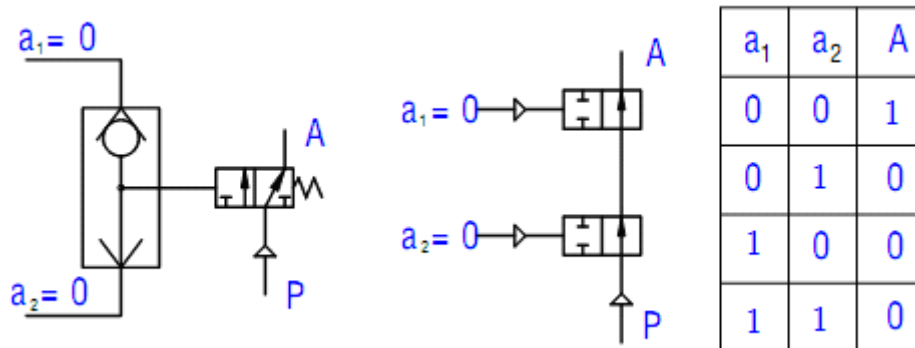 a₁= 0
A
a₂= 0
P
A
a₁= 0
a₂= 0
P
a₁ a₂ A
0 0 1
0 1 0
1 0 0
1 1 0